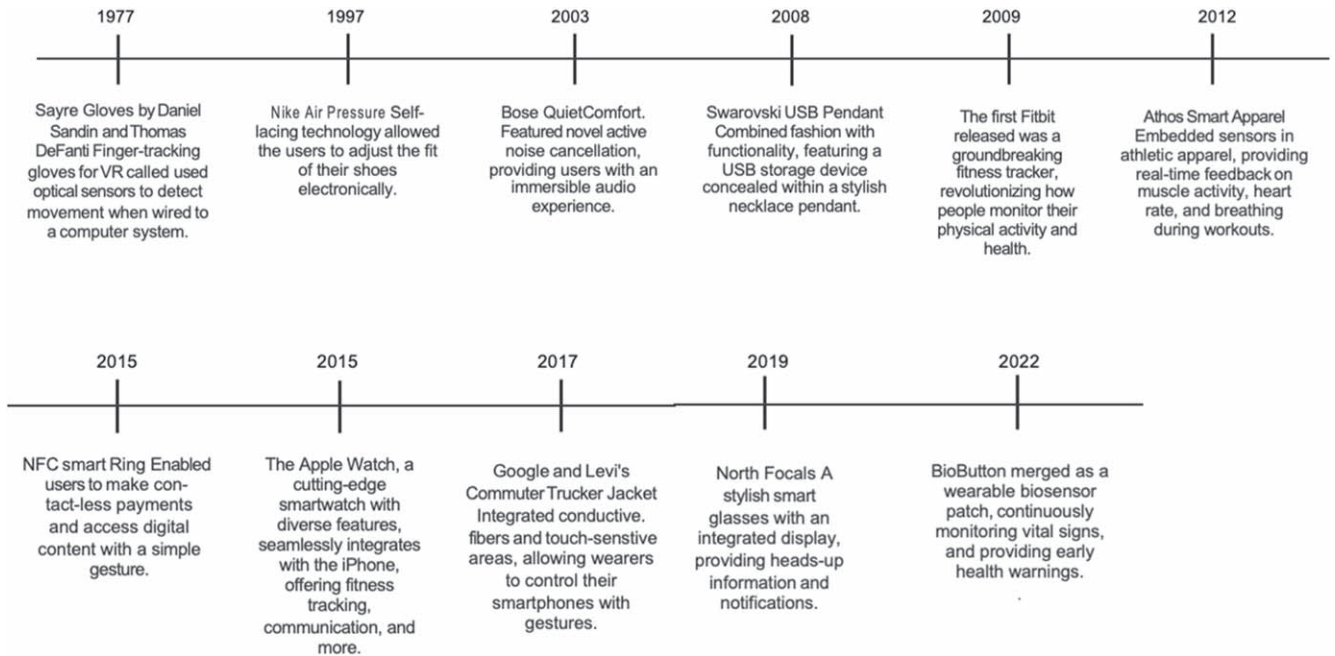 1977
1997
2003
2008
2009
2012
Sayre Gloves by Daniel
Sandin and Thomas
DeFanti Finger-tracking
gloves for VR called used
optical sensors to detect
movement when wired to
a computer system.
Nike Air Pressure Self-
lacing technology allowed
the users to adjust the fit
of their shoes
electronically.
Bose QuietComfort.
Featured novel active
noise cancellation,
providing users with an
immersible audio
experience.
Swarovski USB Pendant
Combined fashion with
functionality, featuring a
USB storage device
concealed within a stylish
necklace pendant.
The first Fitbit
released was a
groundbreaking
fitness tracker,
revolutionizing how
people monitor their
physical activity and
health.
Athos Smart Apparel
Embedded sensors in
athletic apparel, providing
real-time feedback on
muscle activity, heart
rate, and breathing
during workouts.
2015
2015
2017
2019
2022
NFC smart Ring Enabled
users to make con-
tact-less payments
and access digital
content with a simple
gesture.
The Apple Watch, a
cutting-edge
smartwatch with
diverse features,
seamlessly integrates
with the iPhone,
offering fitness
tracking,
communication, and
more.
Google and Levi's
Commuter Trucker Jacket
Integrated conductive.
fibers and touch-senstive
areas, allowing wearers
to control their
smartphones with
gestures.
North Focals A
stylish smart
glasses with an
integrated display,
providing heads-up
information and
notifications.
BioButton merged as a
wearable biosensor
patch, continuously
monitoring vital signs,
and providing early
health warnings.
.